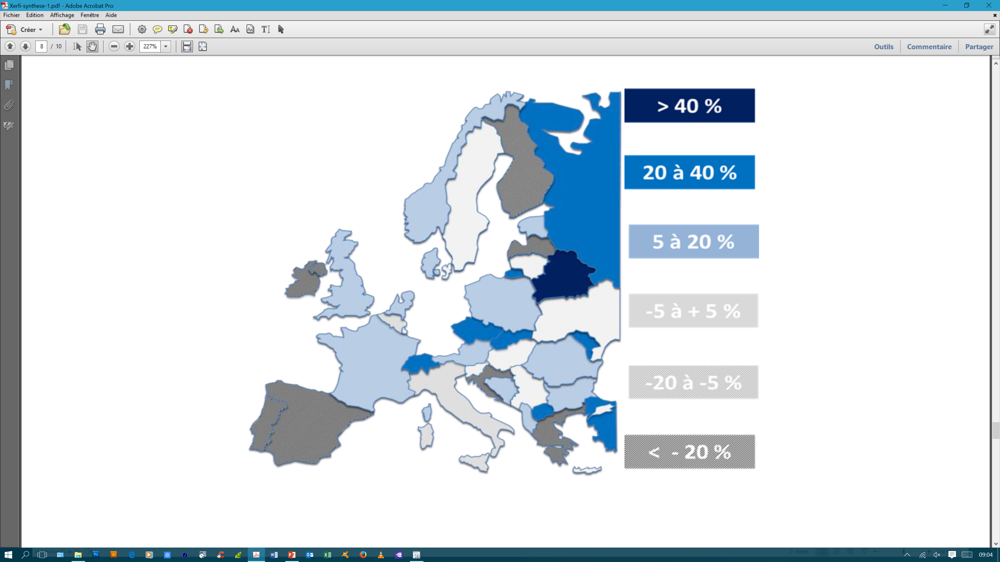 Xerfi-synthese-1.pdf - Adobe Acrobat Pro
Fichier Edition Affichage Fenêtre Aide
Créer
8 / 10 227% Outils Commentaire Partager
> 40 %
20 à 40 %
5 à 20 %
-5 à + 5 %
-20 à -5 %
< - 20 %
Notes
09:04